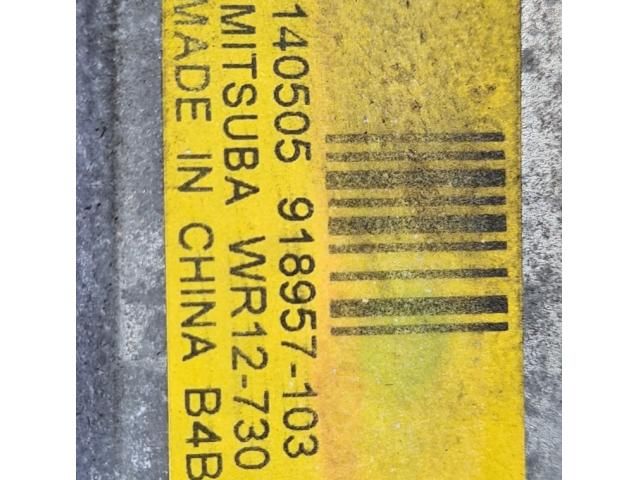 140505 918957-103
MITSUBA WR12-730
MADE IN CHINA B4B